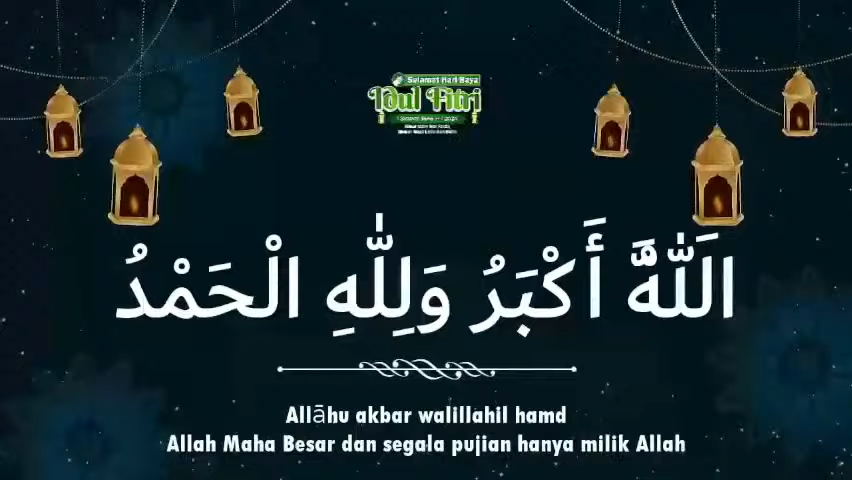 Selamat Hari Raya
Idul Fitri
اَللّٰهُ أَكْبَرُ وَلِلّٰهِ الْحَمْدُ
Allāhu akbar walillahil hamd
Allah Maha Besar dan segala pujian hanya milik Allah